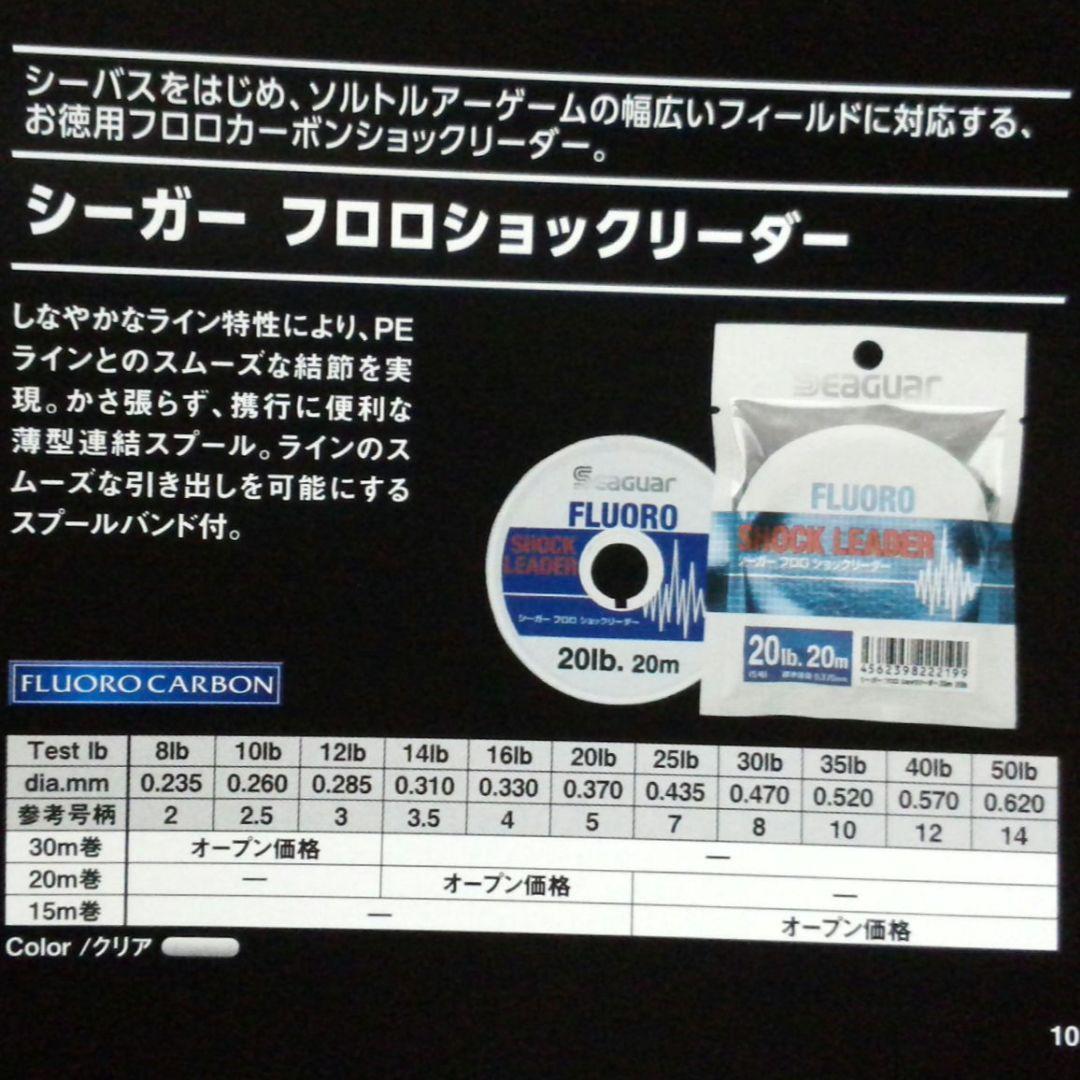 シーバスをはじめ、ソルトルアーゲームの幅広いフィールドに対応する、
お徳用フロロカーボンショックリーダー。
シーガー フロロショックリーダー
しなやかなライン特性により、PE
ラインとのスムーズな結節を実
現。かさ張らず、携行に便利な
薄型連結スプール。ラインのス
ムーズな引き出しを可能にする
スプールバンド付。
Seaguar
FLUORO
SHOCK
LEADER
シーガー フロロ ショックリーダー
20lb. 20m
Seaguar
FLUORO
SHOCK LEADER
シーガー フロロ ショックリーダー
20lb. 20m
4562398222199
FLUORO CARBON
Test lb 8lb 10lb 12lb 14lb 16lb 20lb 25lb 30lb 35lb 40lb 50lb
dia.mm 0.235 0.260 0.285 0.310 0.330 0.370 0.435 0.470 0.520 0.570 0.620
参考号柄 2 2.5 3 3.5 4 5 7 8 10 12 14
30m巻 オープン価格 —
20m巻 — オープン価格 —
15m巻 — オープン価格
Color /クリア
10